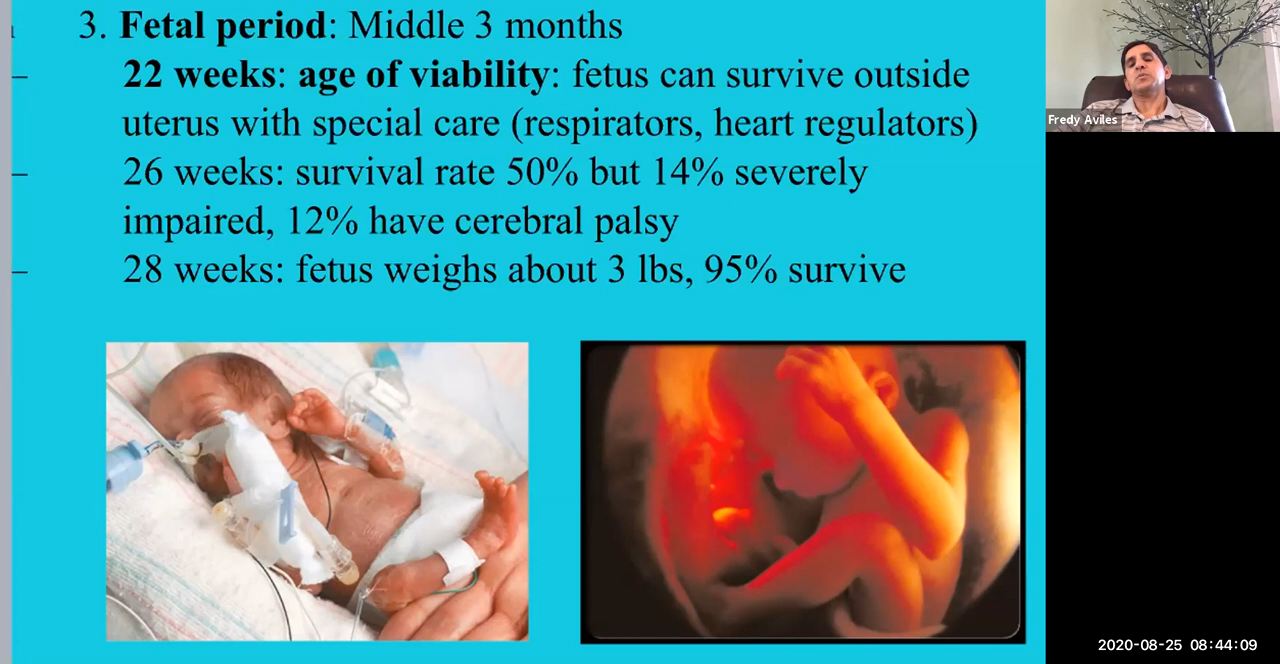 3. Fetal period: Middle 3 months
22 weeks: age of viability: fetus can survive outside
uterus with special care (respirators, heart regulators)
26 weeks: survival rate 50% but 14% severely
impaired, 12% have cerebral palsy
28 weeks: fetus weighs about 3 lbs, 95% survive
Fredy Aviles
2020-08-25 08:44:09